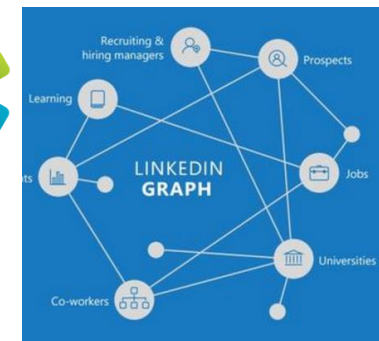 Recruiting &
hiring managers
Prospects
Learning
LINKEDIN
GRAPH
Jobs
Universities
Co-workers